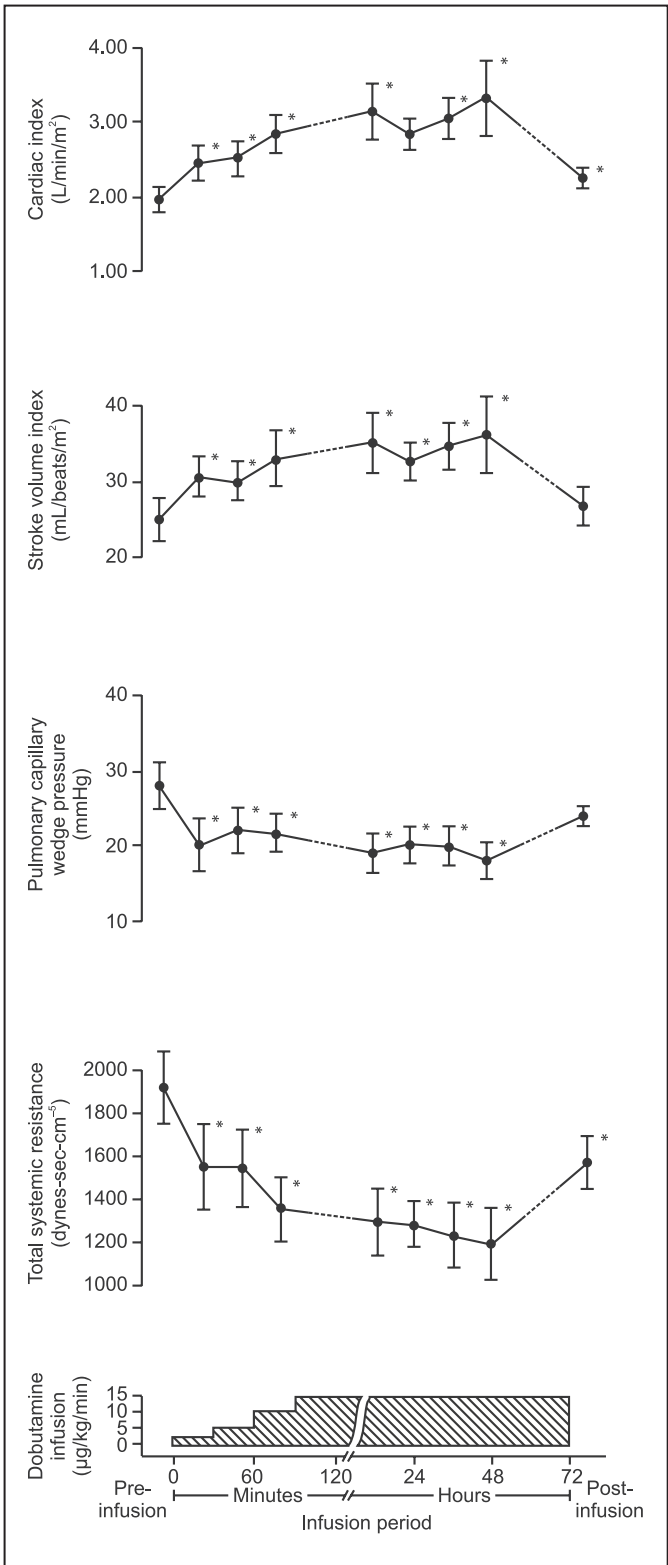 Cardiac index
(L/min/m²)
4.00
3.00
2.00
1.00
* * * * * * *
Stroke volume index
(mL/beats/m²)
40
30
20
* * * * * * *
Pulmonary capillary
wedge pressure
(mmHg)
40
30
20
10
* * * * * * *
Total systemic resistance
(dynes-sec-cm⁻⁵)
2000
1800
1600
1400
1200
1000
* * * * * * * *
Dobutamine
infusion
(µg/kg/min)
15
10
5
0
0 60 120 24 48 72
Pre-
infusion
Minutes
Hours
Post-
infusion
Infusion period